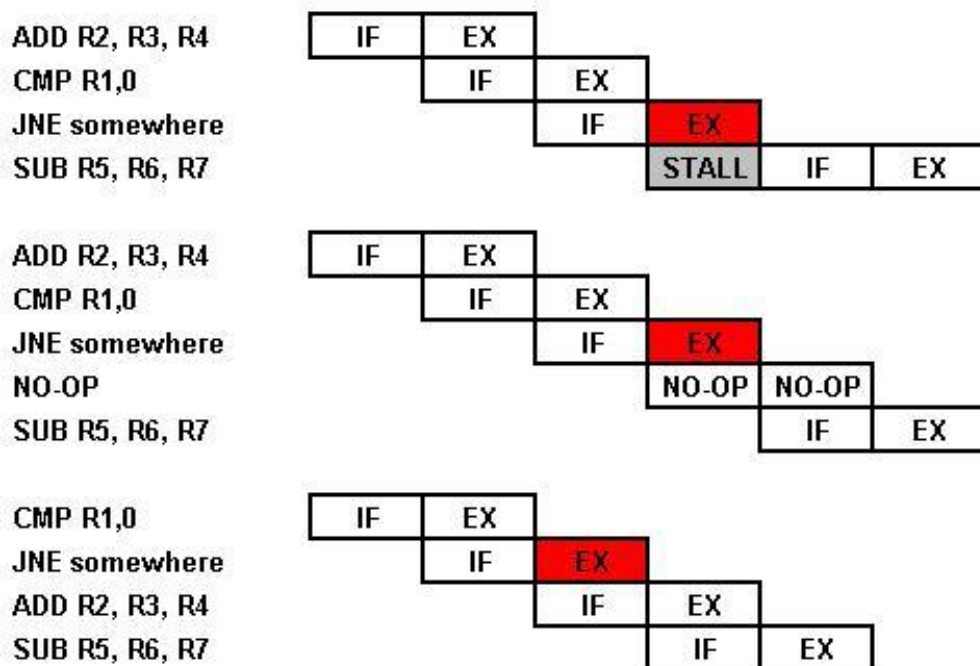 ADD R2, R3, R4 IF EX
CMP R1,0 IF EX
JNE somewhere IF EX
SUB R5, R6, R7 STALL IF EX
ADD R2, R3, R4 IF EX
CMP R1,0 IF EX
JNE somewhere IF EX
NO-OP NO-OP NO-OP
SUB R5, R6, R7 IF EX
CMP R1,0 IF EX
JNE somewhere IF EX
ADD R2, R3, R4 IF EX
SUB R5, R6, R7 IF EX